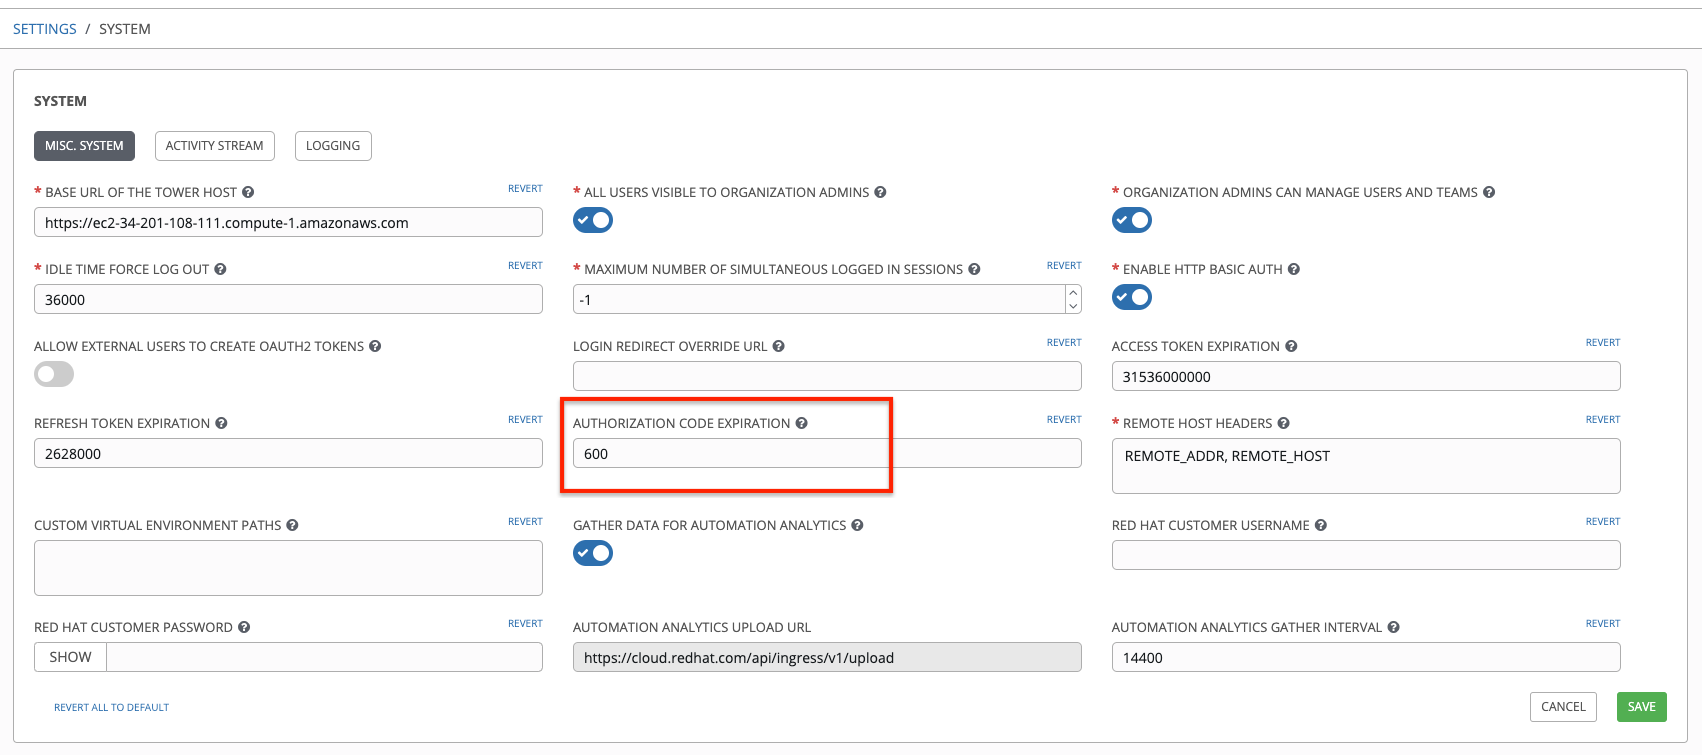 SETTINGS / SYSTEM
SYSTEM
MISC. SYSTEM ACTIVITY STREAM LOGGING
* BASE URL OF THE TOWER HOST ? REVERT
https://ec2-34-201-108-111.compute-1.amazonaws.com
* ALL USERS VISIBLE TO ORGANIZATION ADMINS ?
* ORGANIZATION ADMINS CAN MANAGE USERS AND TEAMS ?
* IDLE TIME FORCE LOG OUT ? REVERT
36000
* MAXIMUM NUMBER OF SIMULTANEOUS LOGGED IN SESSIONS ? REVERT
-1
* ENABLE HTTP BASIC AUTH ?
ALLOW EXTERNAL USERS TO CREATE OAUTH2 TOKENS ?
LOGIN REDIRECT OVERRIDE URL ? REVERT
ACCESS TOKEN EXPIRATION ? REVERT
31536000000
REFRESH TOKEN EXPIRATION ? REVERT
2628000
AUTHORIZATION CODE EXPIRATION ? REVERT
600
* REMOTE HOST HEADERS ? REVERT
REMOTE_ADDR, REMOTE_HOST
CUSTOM VIRTUAL ENVIRONMENT PATHS ? REVERT
GATHER DATA FOR AUTOMATION ANALYTICS ?
RED HAT CUSTOMER USERNAME ? REVERT
RED HAT CUSTOMER PASSWORD ? REVERT
SHOW
AUTOMATION ANALYTICS UPLOAD URL
https://cloud.redhat.com/api/ingress/v1/upload
AUTOMATION ANALYTICS GATHER INTERVAL ? REVERT
14400
REVERT ALL TO DEFAULT CANCEL SAVE